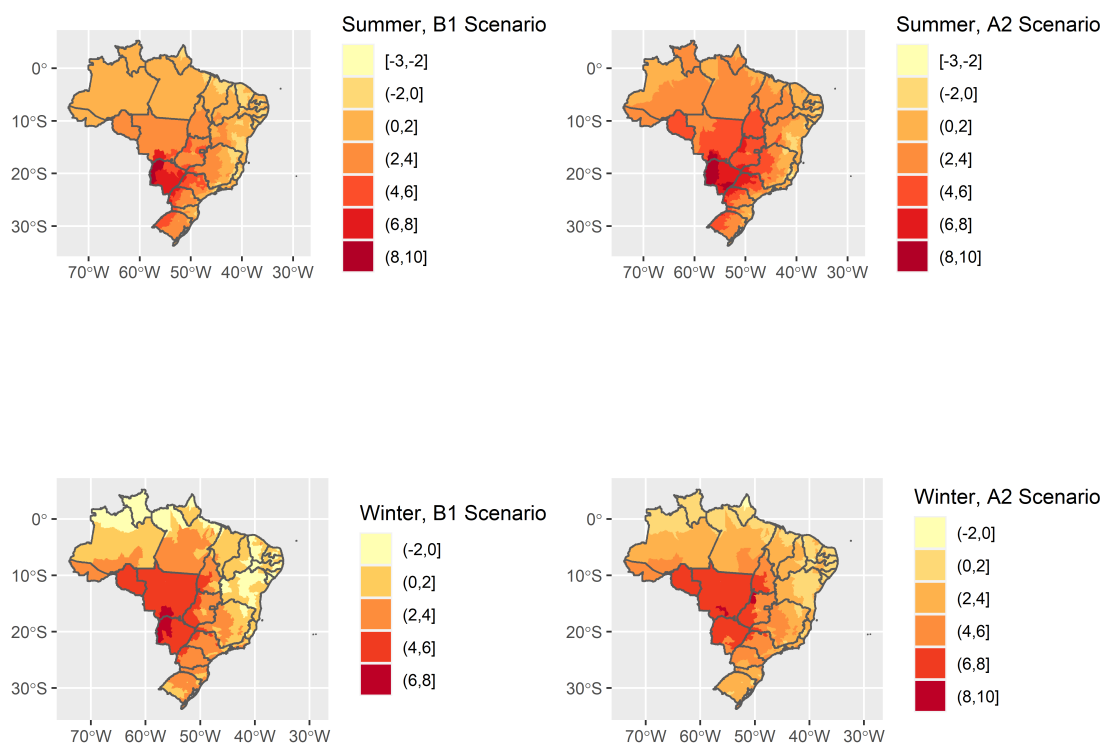 Summer, B1 Scenario
[-3,-2]
(-2,0]
(0,2]
(2,4]
(4,6]
(6,8]
(8,10]
0°
10°S
20°S
30°S
70°W 60°W 50°W 40°W 30°W
Summer, A2 Scenario
[-3,-2]
(-2,0]
(0,2]
(2,4]
(4,6]
(6,8]
(8,10]
0°
10°S
20°S
30°S
70°W 60°W 50°W 40°W 30°W
Winter, B1 Scenario
(-2,0]
(0,2]
(2,4]
(4,6]
(6,8]
0°
10°S
20°S
30°S
70°W 60°W 50°W 40°W 30°W
Winter, A2 Scenario
(-2,0]
(0,2]
(2,4]
(4,6]
(6,8]
(8,10]
0°
10°S
20°S
30°S
70°W 60°W 50°W 40°W 30°W